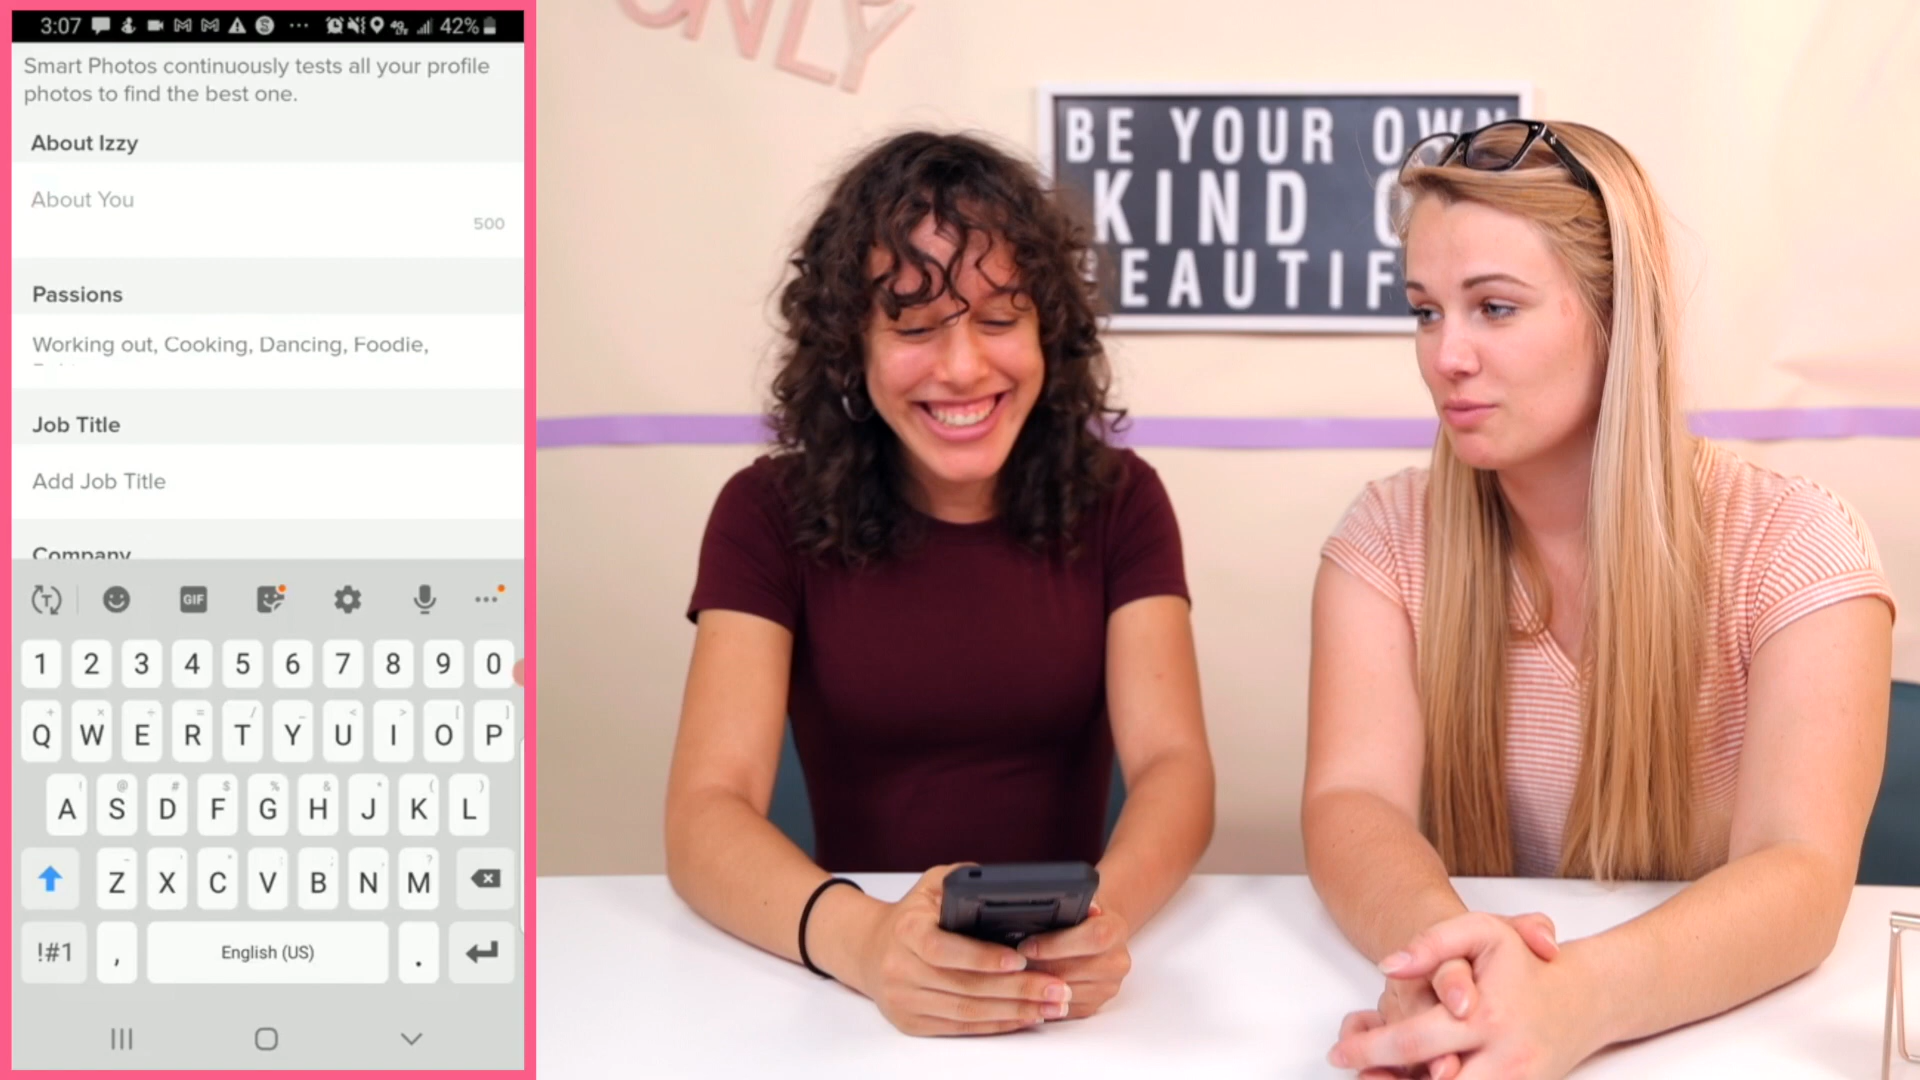 3:07
42%
Smart Photos continuously tests all your profile
photos to find the best one.
About Izzy
About You
500
Passions
Working out, Cooking, Dancing, Foodie,
Job Title
Add Job Title
Company
GIF
1 2 3 4 5 6 7 8 9 0
Q W E R T Y U I O P
A S D F G H J K L
Z X C V B N M
!#1 , English (US) .
ONLY
BE YOUR OWN
KIND O
BEAUTIF